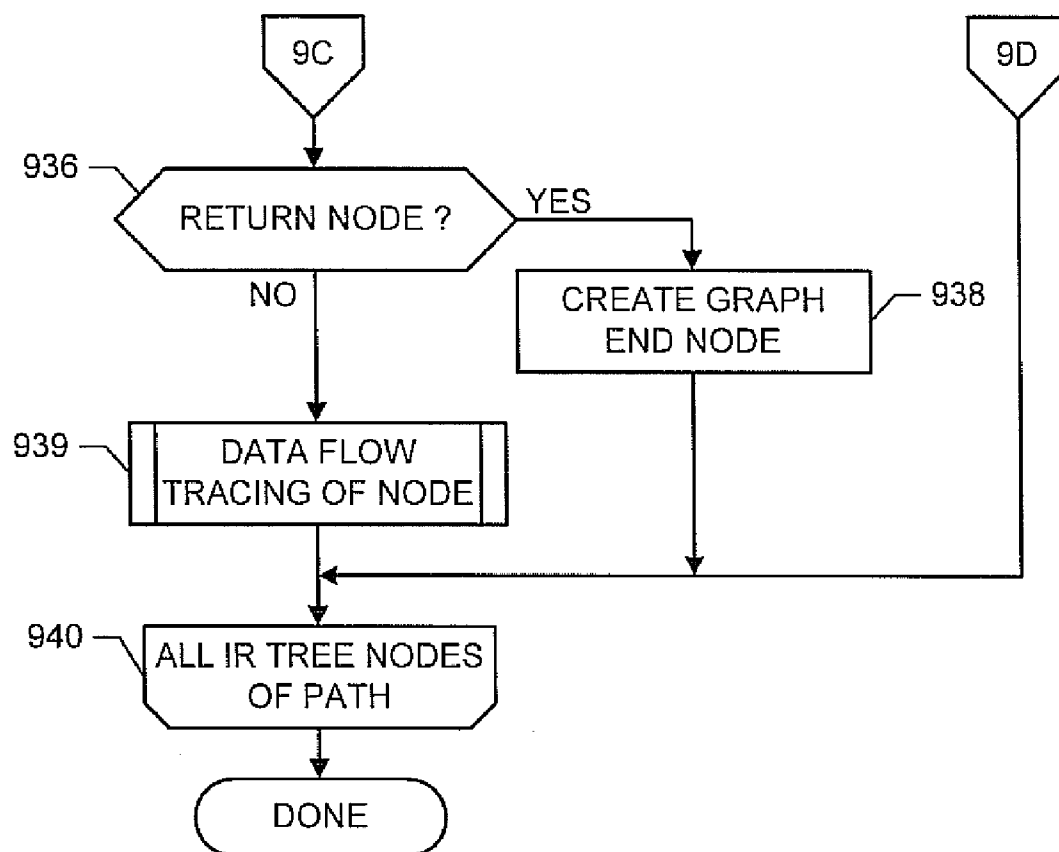 9C
9D
936
RETURN NODE ?
YES
NO
CREATE GRAPH
END NODE
938
939
DATA FLOW
TRACING OF NODE
940
ALL IR TREE NODES
OF PATH
DONE